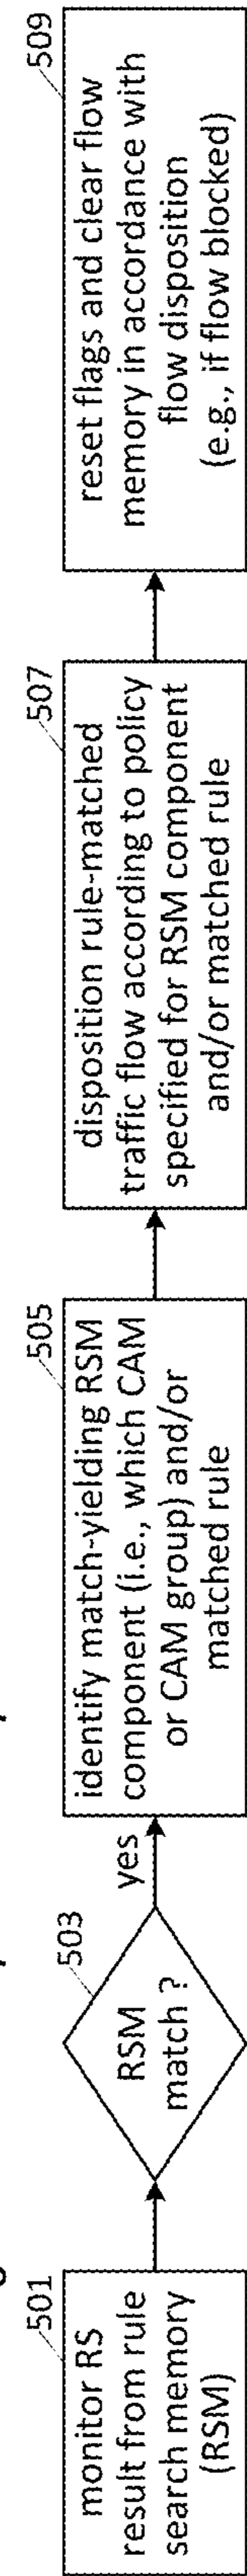 501
monitor RS
result from rule
search memory
(RSM)
503
RSM
match ?
yes
505
identify match-yielding RSM
component (i.e., which CAM
or CAM group) and/or
matched rule
507
disposition rule-matched
traffic flow according to policy
specified for RSM component
and/or matched rule
509
reset flags and clear flow
memory in accordance with
flow disposition
(e.g., if flow blocked)